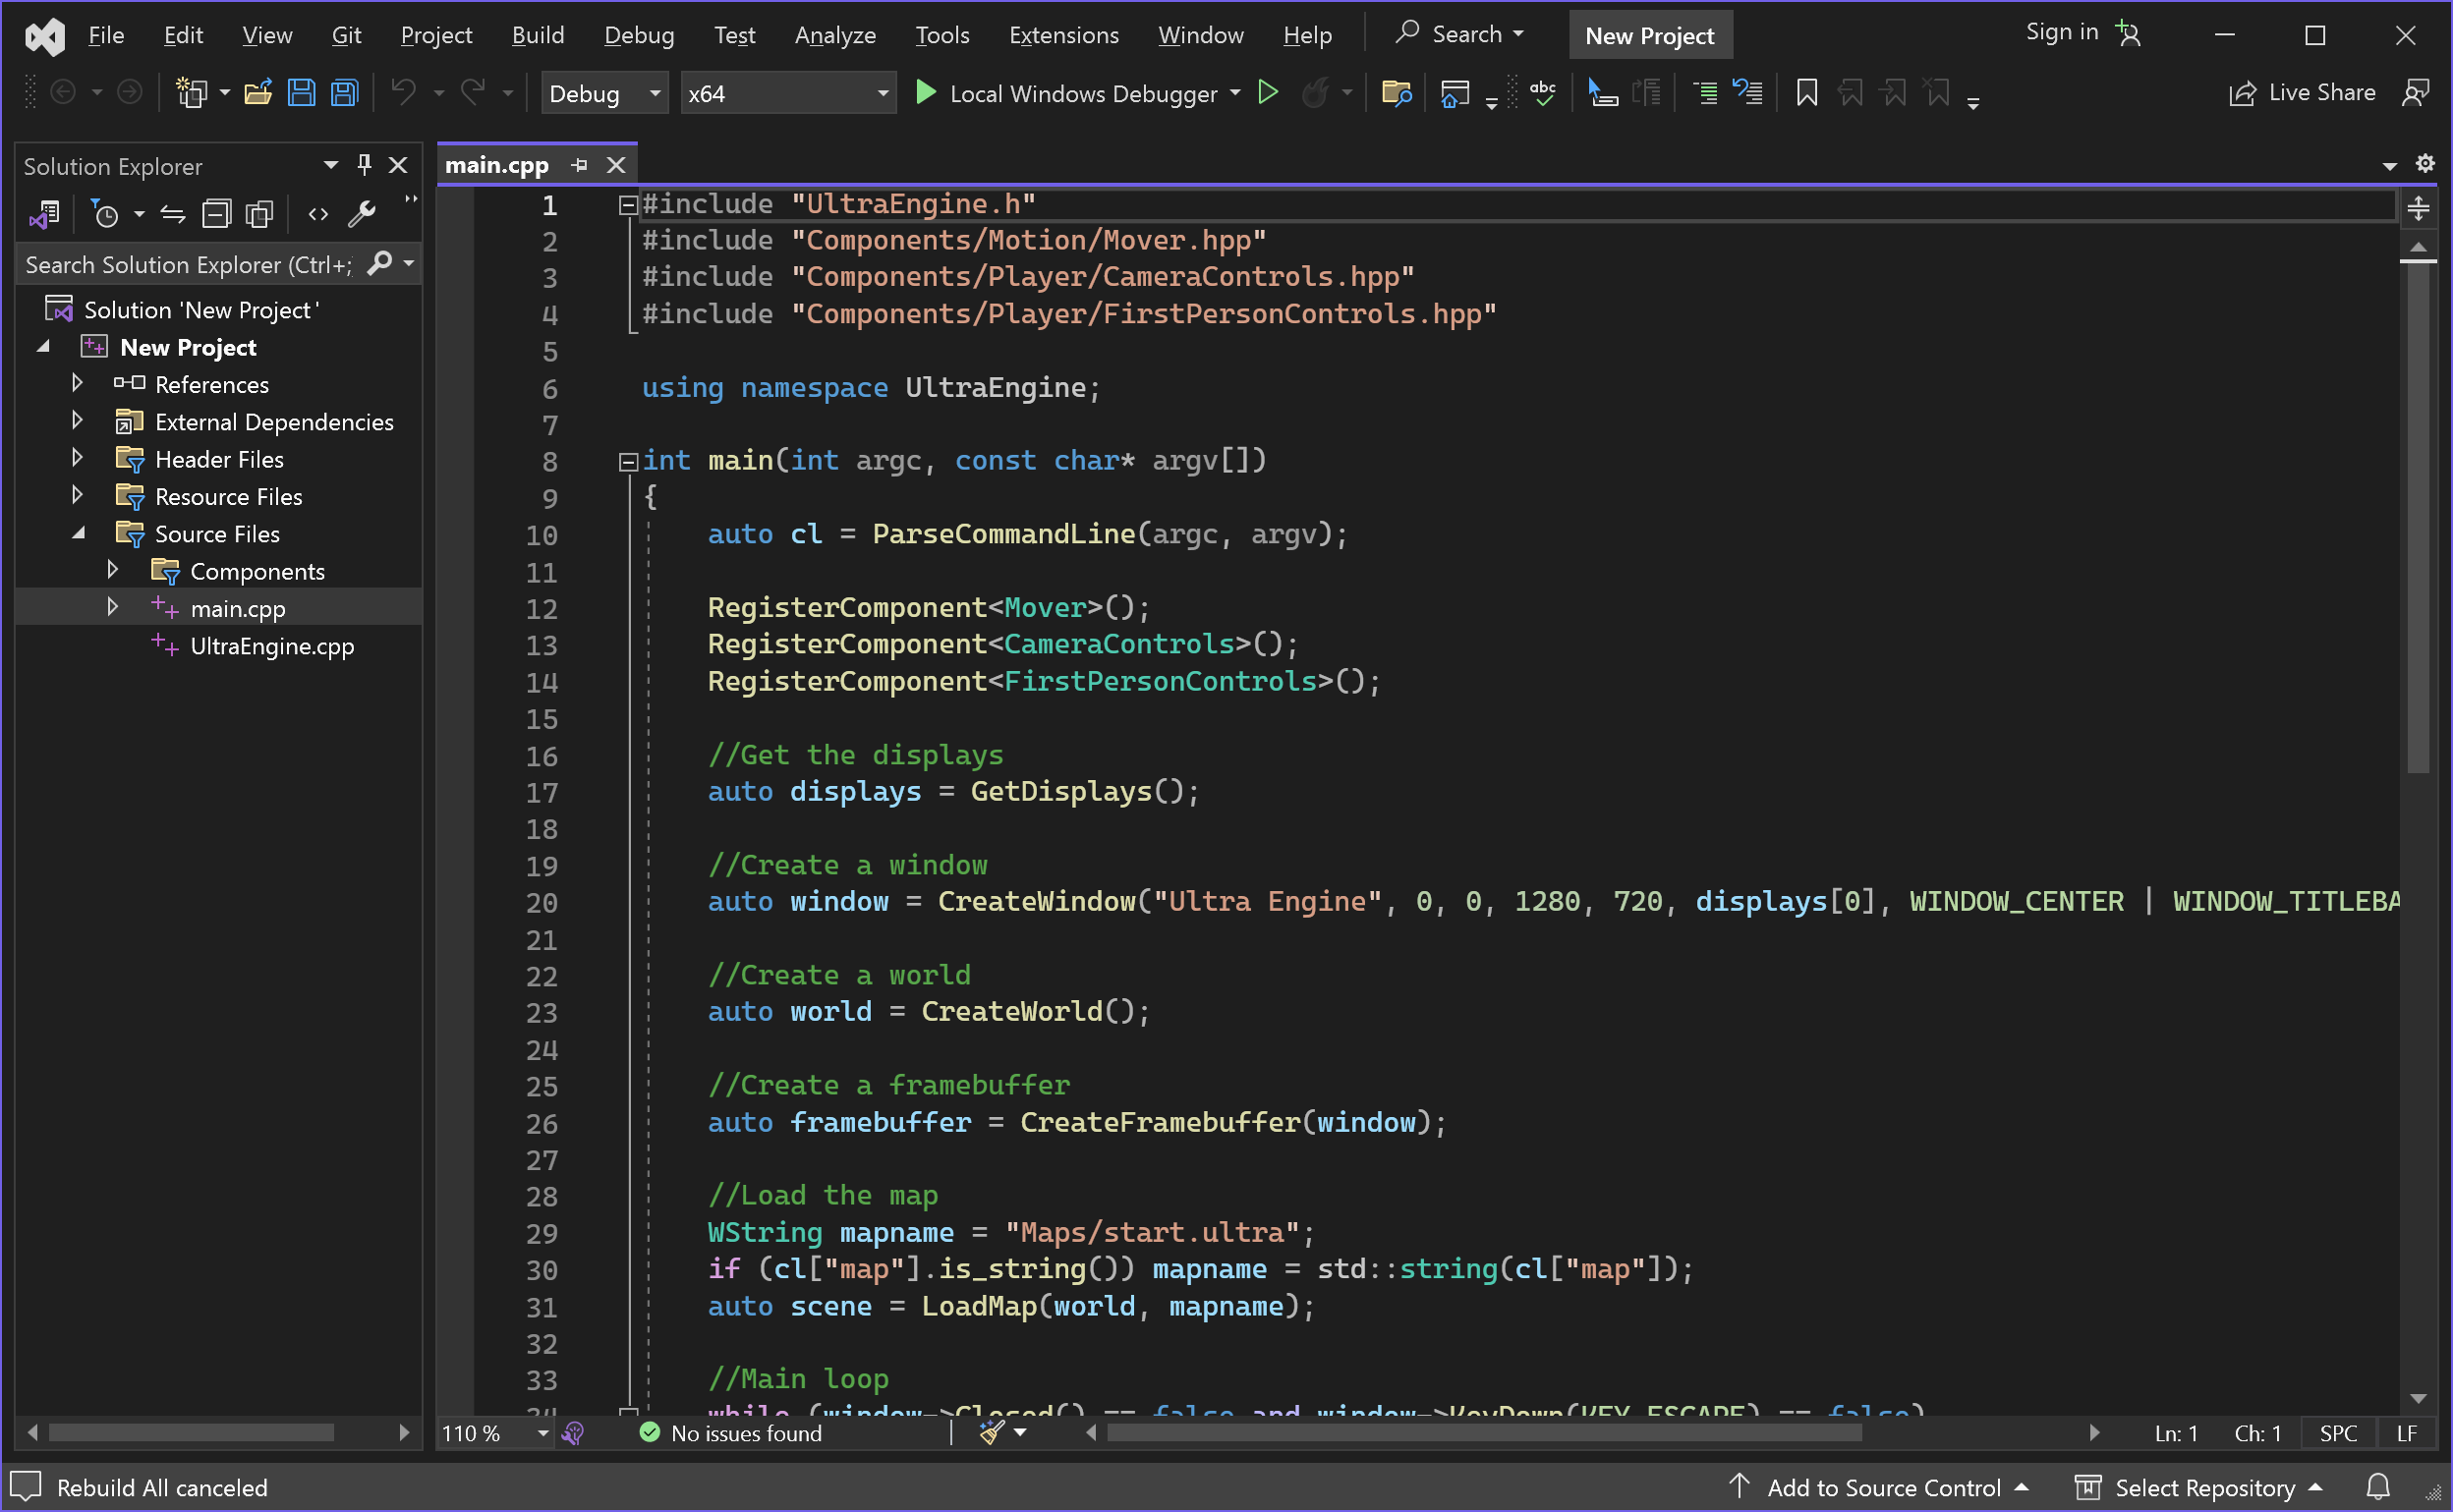 File Edit View Git Project Build Debug Test Analyze Tools Extensions Window Help Search New Project Sign in
Debug x64 Local Windows Debugger abc Live Share
Solution Explorer
Search Solution Explorer (Ctrl+;
Solution 'New Project'
New Project
References
External Dependencies
Header Files
Resource Files
Source Files
Components
main.cpp
UltraEngine.cpp
main.cpp
1 #include "UltraEngine.h"
2 #include "Components/Motion/Mover.hpp"
3 #include "Components/Player/CameraControls.hpp"
4 #include "Components/Player/FirstPersonControls.hpp"
5
6 using namespace UltraEngine;
7
8 int main(int argc, const char* argv[])
9 {
10 auto cl = ParseCommandLine(argc, argv);
11
12 RegisterComponent<Mover>();
13 RegisterComponent<CameraControls>();
14 RegisterComponent<FirstPersonControls>();
15
16 //Get the displays
17 auto displays = GetDisplays();
18
19 //Create a window
20 auto window = CreateWindow("Ultra Engine", 0, 0, 1280, 720, displays[0], WINDOW_CENTER | WINDOW_TITLEBA
21
22 //Create a world
23 auto world = CreateWorld();
24
25 //Create a framebuffer
26 auto framebuffer = CreateFramebuffer(window);
27
28 //Load the map
29 WString mapname = "Maps/start.ultra";
30 if (cl["map"].is_string()) mapname = std::string(cl["map"]);
31 auto scene = LoadMap(world, mapname);
32
33 //Main loop
34 while (window->Closed() == false and window->KeyDown(KEY_ESCAPE) == false)
110 % No issues found Ln: 1 Ch: 1 SPC LF
Rebuild All canceled Add to Source Control Select Repository